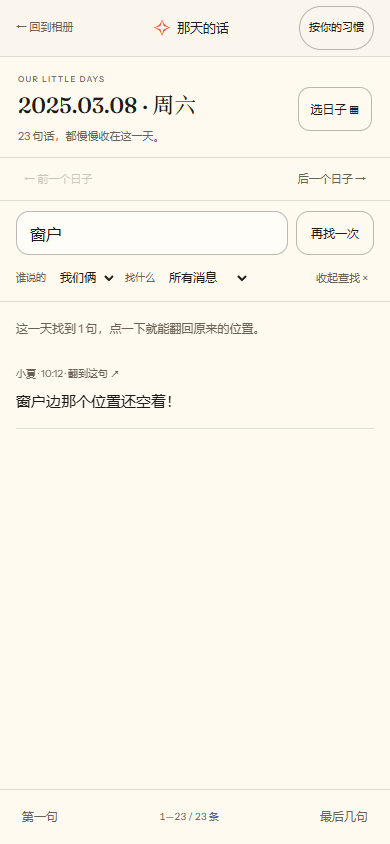 ← 回到相册
那天的话
按你的习惯
OUR LITTLE DAYS
2025.03.08 · 周六
23 句话，都慢慢收在这一天。
选日子 ▦
← 前一个日子
后一个日子 →
窗户
再找一次
谁说的 我们俩 找什么 所有消息 收起查找 ×
这一天找到 1 句，点一下就能翻回原来的位置。
小夏 · 10:12 · 翻到这句 ↗
窗户边那个位置还空着！
第一句
1—23 / 23 条
最后几句